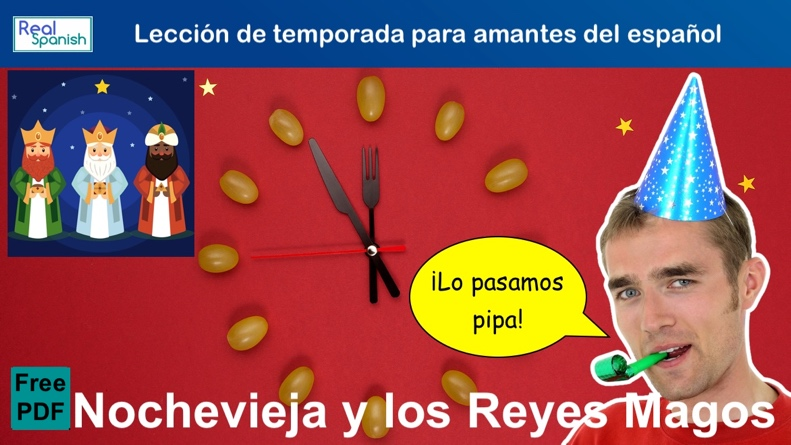 Real
Spanish
Lección de temporada para amantes del español
¡Lo pasamos
pipa!
Free
PDF
Nochevieja y los Reyes Magos